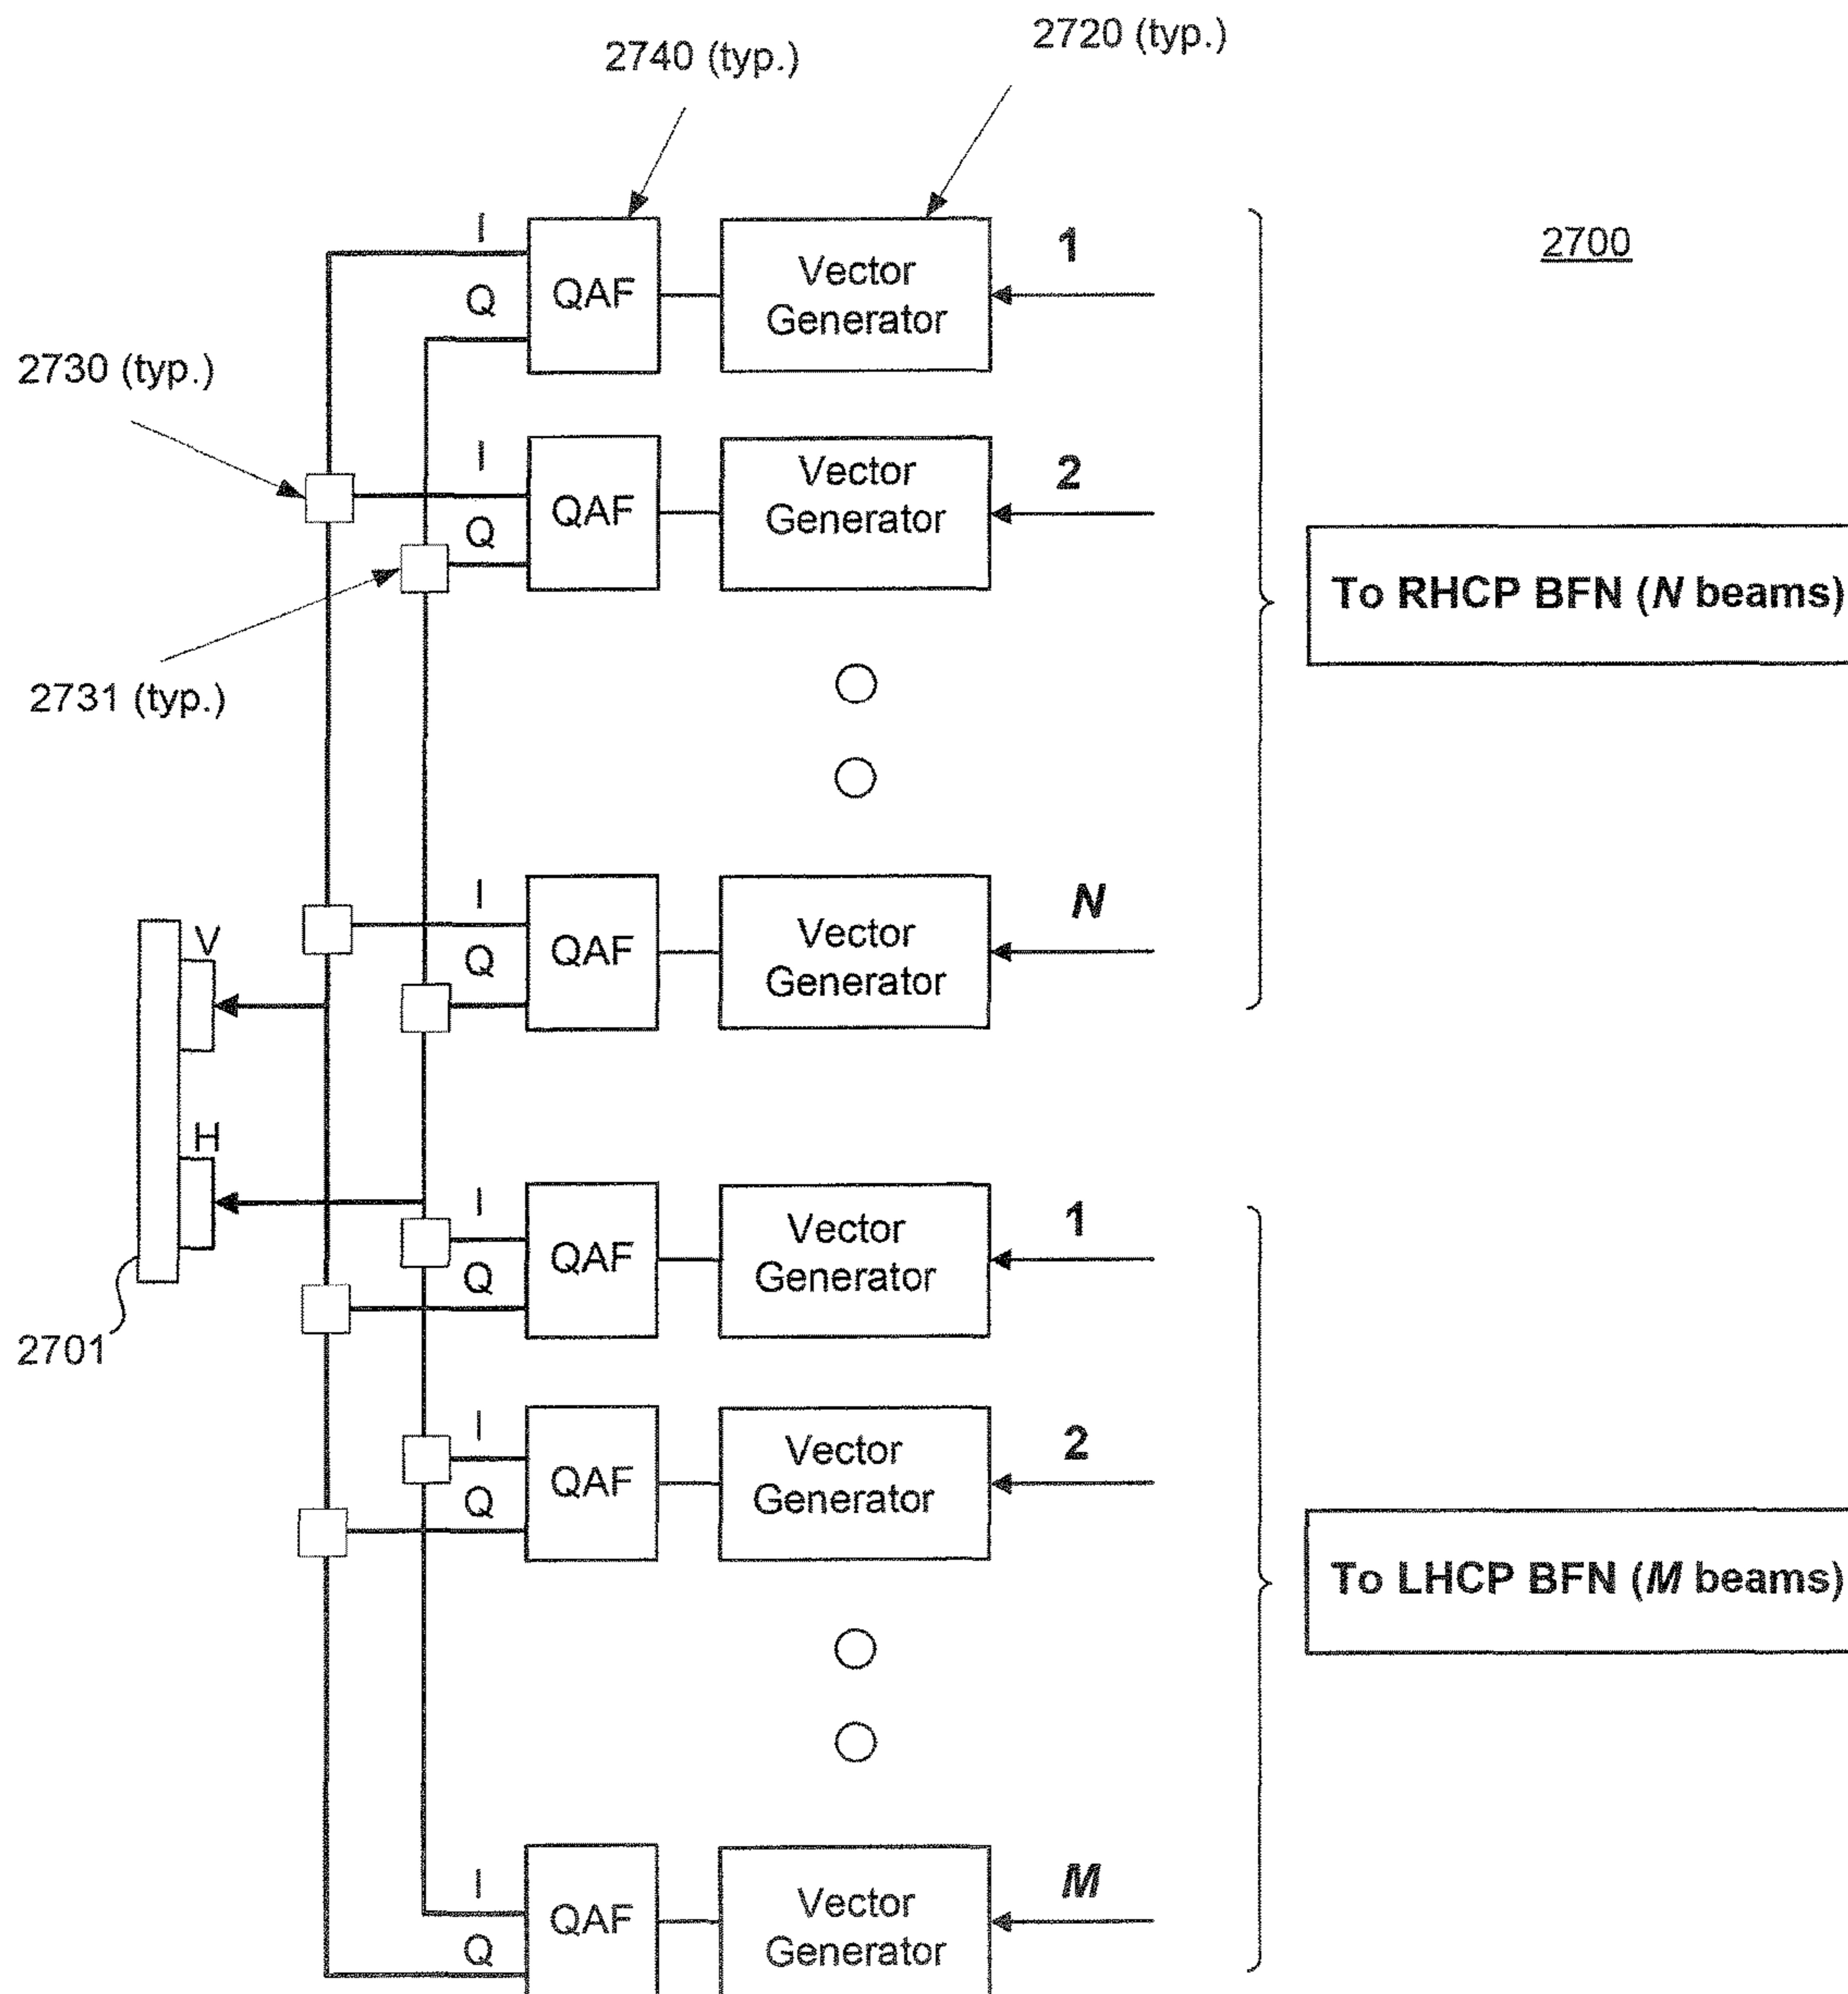 2740 (typ.)
2720 (typ.)
2700
I
Q
QAF
Vector
Generator
1
2730 (typ.)
I
Q
QAF
Vector
Generator
2
To RHCP BFN (N beams)
2731 (typ.)
I
Q
QAF
Vector
Generator
N
V
H
I
Q
QAF
Vector
Generator
1
2701
I
Q
QAF
Vector
Generator
2
To LHCP BFN (M beams)
I
Q
QAF
Vector
Generator
M